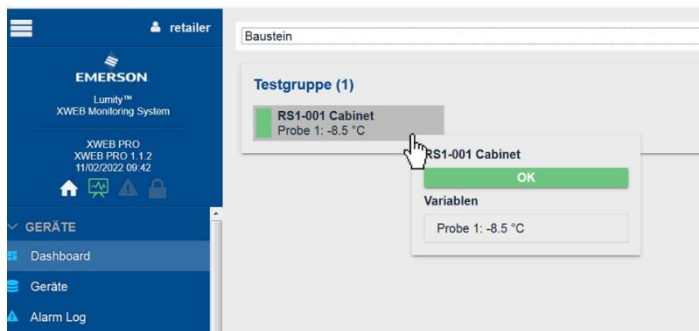 retailer
EMERSON
Lumity™
XWEB Monitoring System
XWEB PRO
XWEB PRO 1.1.2
11/02/2022 09:42
GERÄTE
Dashboard
Geräte
Alarm Log
Baustein
Testgruppe (1)
RS1-001 Cabinet
Probe 1: -8.5 °C
RS1-001 Cabinet
OK
Variablen
Probe 1: -8.5 °C